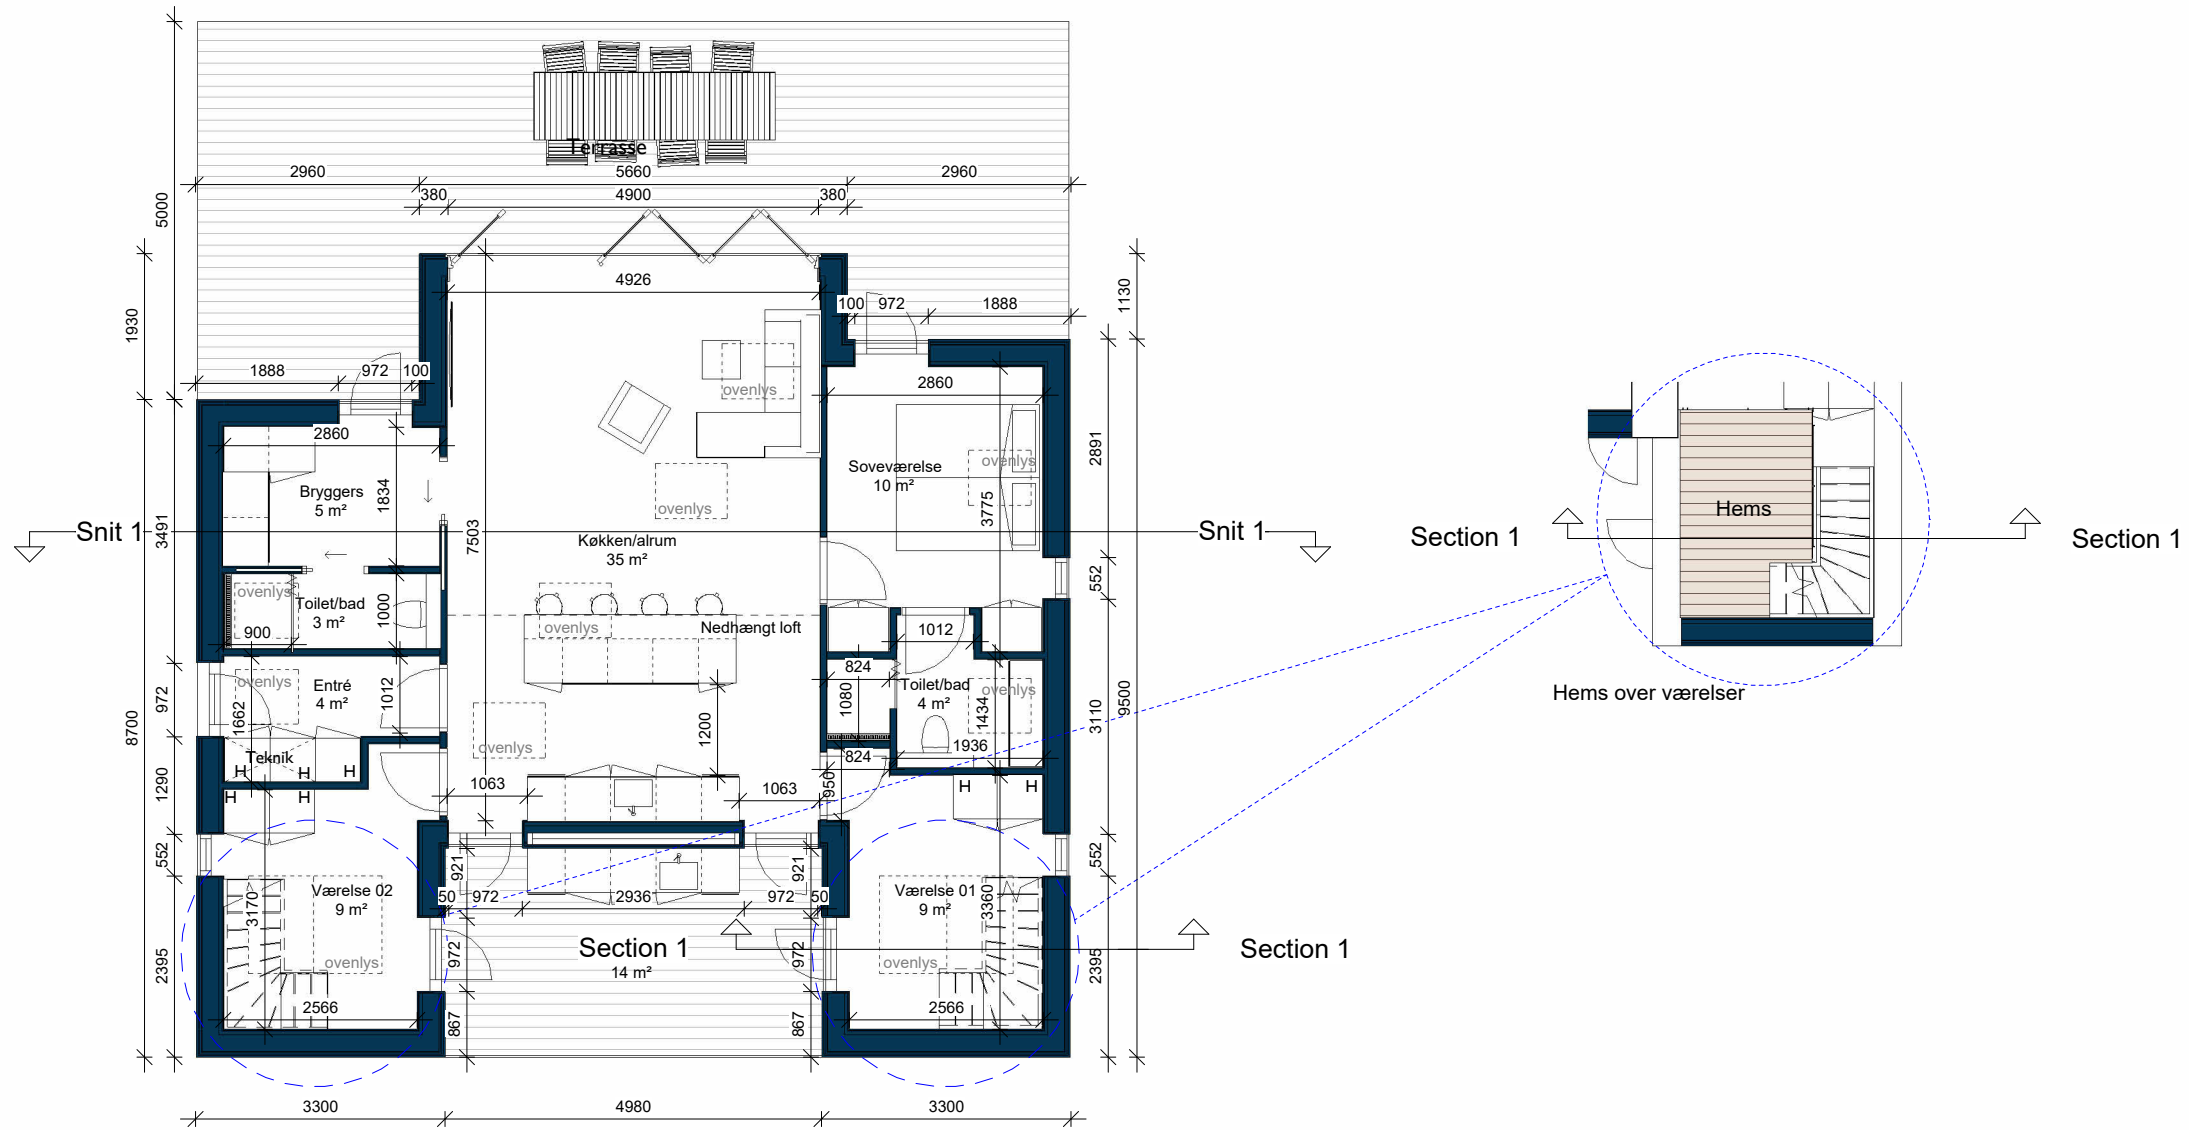 Terrasse
2960
5660
2960
380
4900
380
5000
1930
1130
4926
100
972
1888
1888
972
100
2860
2860
ovenlys
Bryggers
5 m²
1834
ovenlys
Soveværelse
10 m²
ovenlys
3775
2891
Snit 1
3491
7503
Køkken/alrum
35 m²
Snit 1
Section 1
Hems
Section 1
552
ovenlys
Toilet/bad
3 m²
1000
900
ovenlys
Nedhængt loft
1012
Hems over værelser
824
ovenlys
Entré
4 m²
1012
1662
972
8700
1080
Toilet/bad
4 m²
ovenlys
1434
3110
9500
1200
ovenlys
Teknik
H
H
H
H
H
1290
1063
1063
824
1936
950
H
H
552
921
921
552
Værelse 02
9 m²
3170
50
972
2936
972
50
Værelse 01
9 m²
3360
ovenlys
972
Section 1
14 m²
972
ovenlys
Section 1
2395
2395
2566
867
867
2566
3300
4980
3300